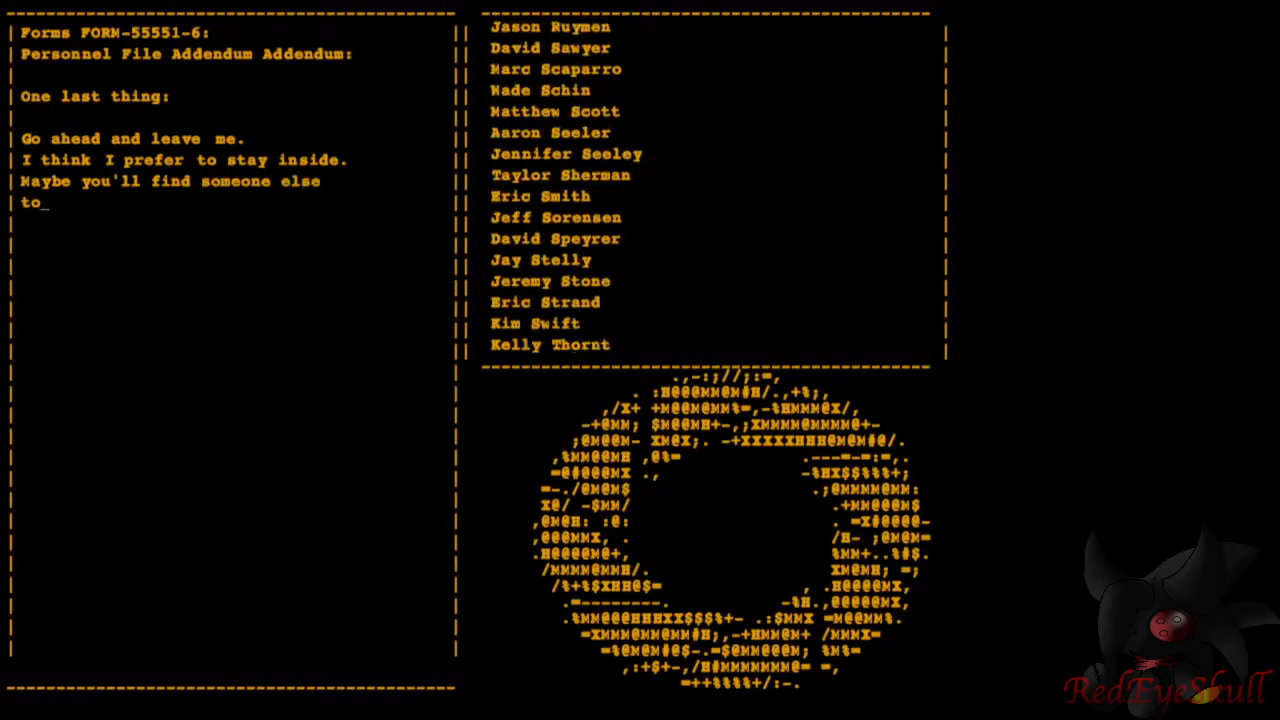 Forms FORM-55551-6:
Personnel File Addendum Addendum:
One last thing:
Go ahead and leave me.
I think I prefer to stay inside.
Maybe you'll find someone else
to_
Jason Ruymen
David Sawyer
Marc Scaparro
Wade Schin
Matthew Scott
Aaron Seeler
Jennifer Seeley
Taylor Sherman
Eric Smith
Jeff Sorensen
David Speyrer
Jay Stelly
Jeremy Stone
Eric Strand
Kim Swift
Kelly Thornt
RedEyeSkull